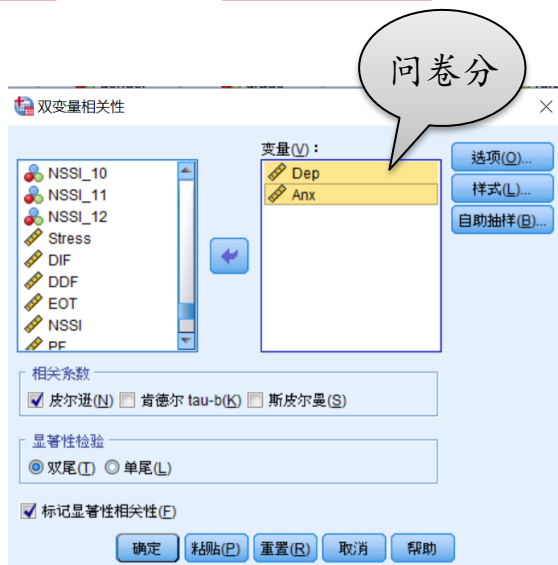 问卷分
双变量相关性
变量(V)：
NSSI_10
NSSI_11
NSSI_12
Stress
DIF
DDF
EOT
NSSI
Dep
Anx
选项(O)...
样式(L)...
自助抽样(B)...
相关系数
皮尔逊(N) 肯德尔 tau-b(K) 斯皮尔曼(S)
显著性检验
双尾(T) 单尾(L)
标记显著性相关性(F)
确定 粘贴(P) 重置(R) 取消 帮助